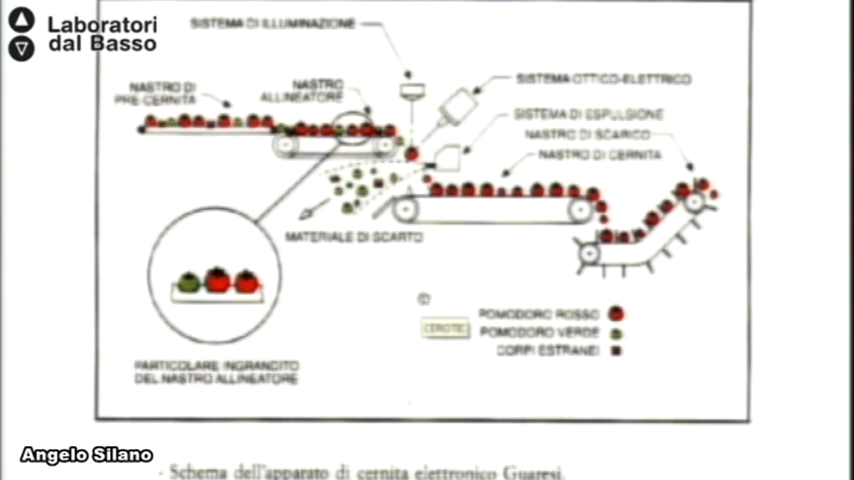 Laboratori
dal Basso
SISTEMA DI ILLUMINAZIONE
NASTRO DI
PRE-CERNITA
NASTRO
ALLINEATORE
SISTEMA OTTICO-ELETTRICO
SISTEMA DI ESPULSIONE
NASTRO DI SCARICO
NASTRO DI CERNITA
MATERIALE DI SCARTO
POMODORO ROSSO
POMODORO VERDE
CORPI ESTRANEI
PARTICOLARE INGRANDITO
DEL NASTRO ALLINEATORE
Angelo Silano
- Schema dell'apparato di cernita elettronico Guaresi.